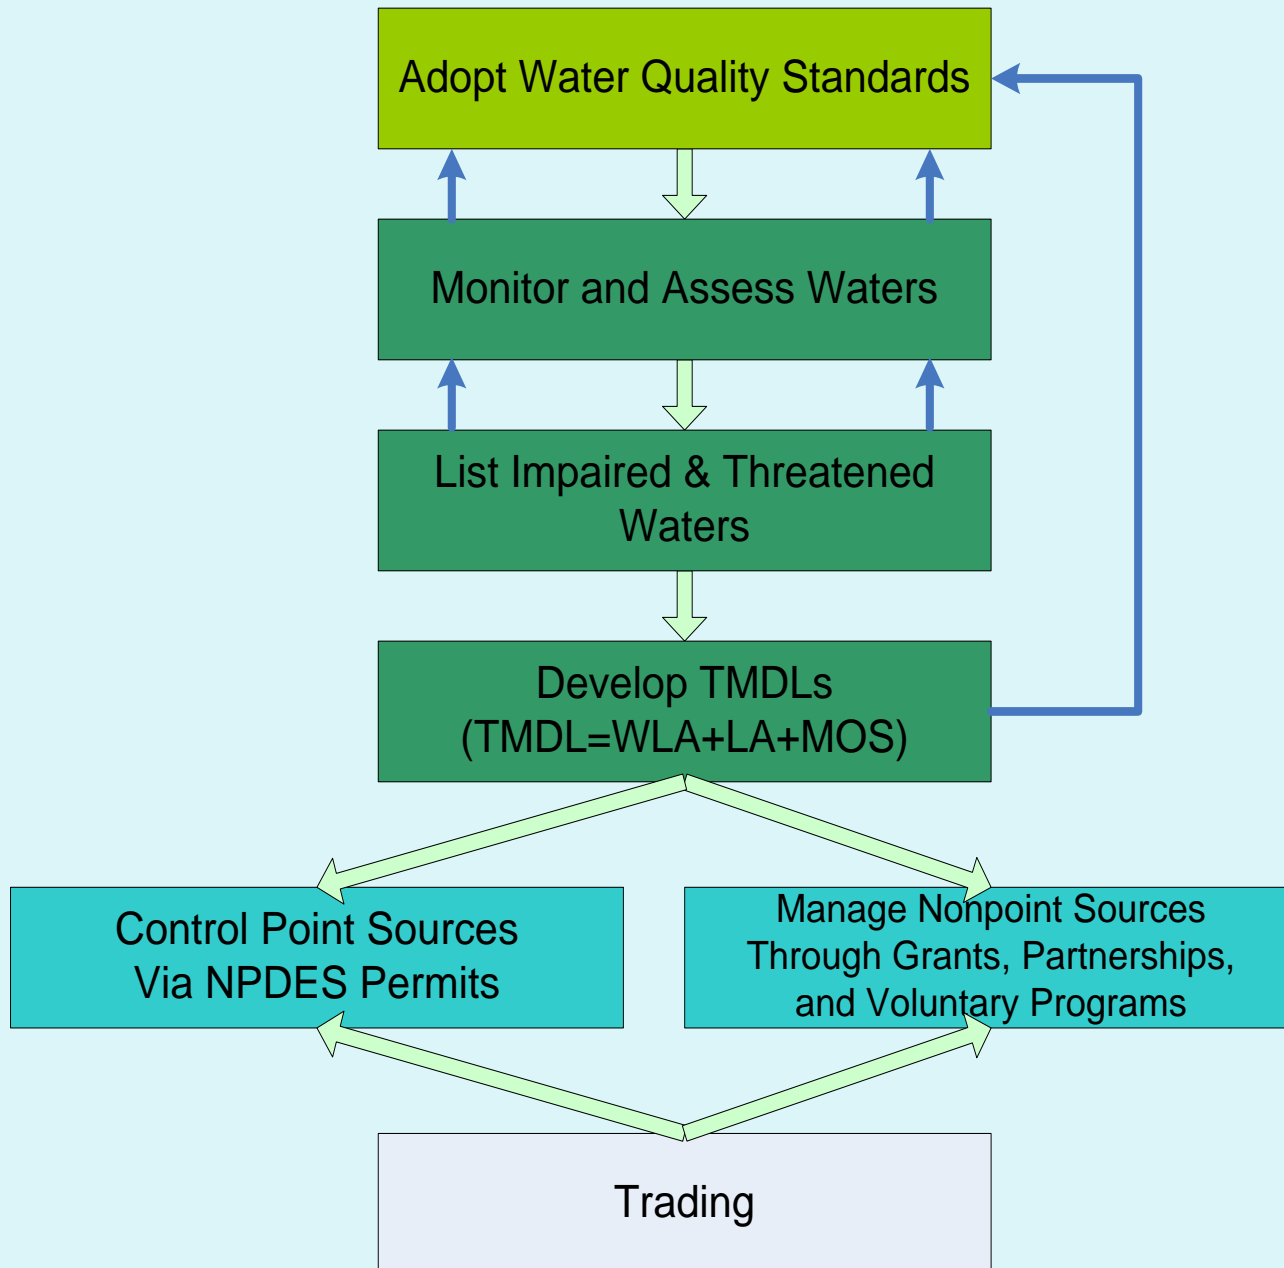 Adopt Water Quality Standards
Monitor and Assess Waters
List Impaired & Threatened
Waters
Develop TMDLs
(TMDL=WLA+LA+MOS)
Control Point Sources
Via NPDES Permits
Manage Nonpoint Sources
Through Grants, Partnerships,
and Voluntary Programs
Trading